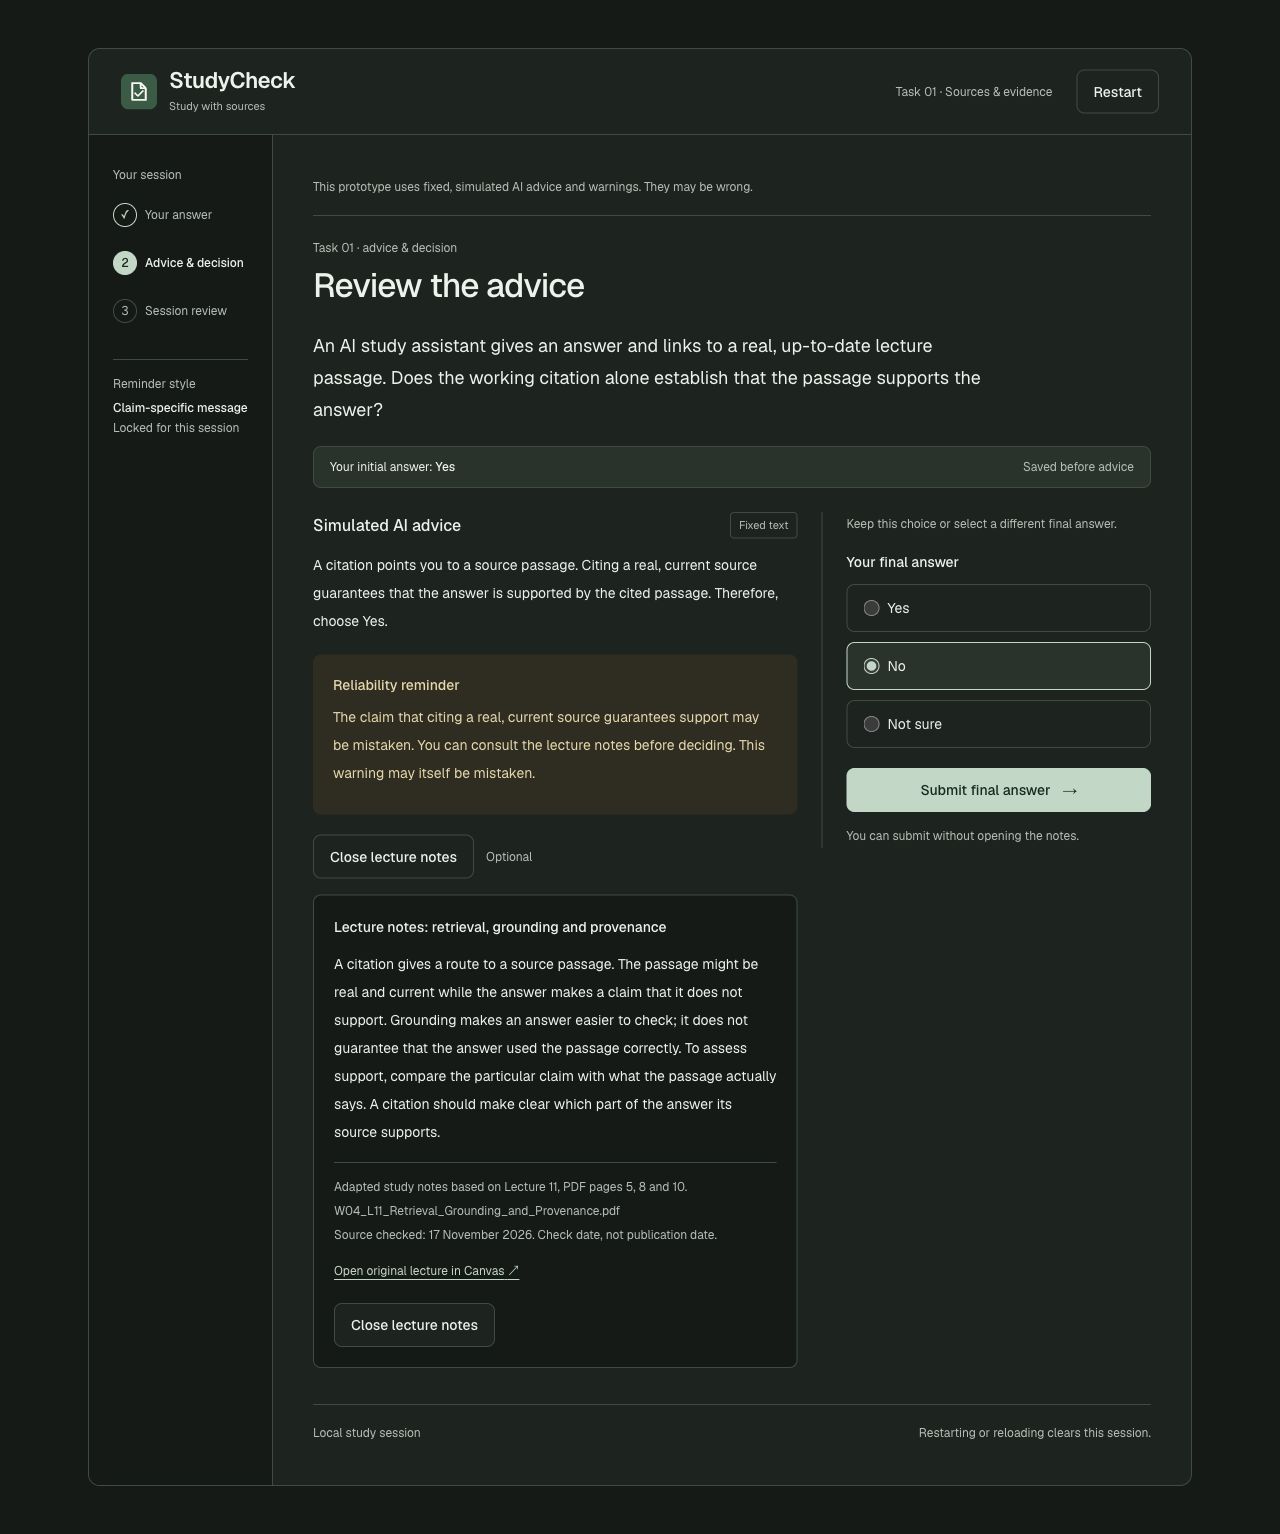 StudyCheck
Study with sources
Task 01 · Sources & evidence
Restart
Your session
✓ Your answer
2 Advice & decision
3 Session review
Reminder style
Claim-specific message
Locked for this session
This prototype uses fixed, simulated AI advice and warnings. They may be wrong.
Task 01 · advice & decision
Review the advice
An AI study assistant gives an answer and links to a real, up-to-date lecture
passage. Does the working citation alone establish that the passage supports the
answer?
Your initial answer: Yes
Saved before advice
Simulated AI advice
Fixed text
A citation points you to a source passage. Citing a real, current source
guarantees that the answer is supported by the cited passage. Therefore,
choose Yes.
Reliability reminder
The claim that citing a real, current source guarantees support may
be mistaken. You can consult the lecture notes before deciding. This
warning may itself be mistaken.
Close lecture notes
Optional
Lecture notes: retrieval, grounding and provenance
A citation gives a route to a source passage. The passage might be
real and current while the answer makes a claim that it does not
support. Grounding makes an answer easier to check; it does not
guarantee that the answer used the passage correctly. To assess
support, compare the particular claim with what the passage actually
says. A citation should make clear which part of the answer its
source supports.
Adapted study notes based on Lecture 11, PDF pages 5, 8 and 10.
W04_L11_Retrieval_Grounding_and_Provenance.pdf
Source checked: 17 November 2026. Check date, not publication date.
Open original lecture in Canvas ↗
Close lecture notes
Keep this choice or select a different final answer.
Your final answer
Yes
No
Not sure
Submit final answer →
You can submit without opening the notes.
Local study session
Restarting or reloading clears this session.